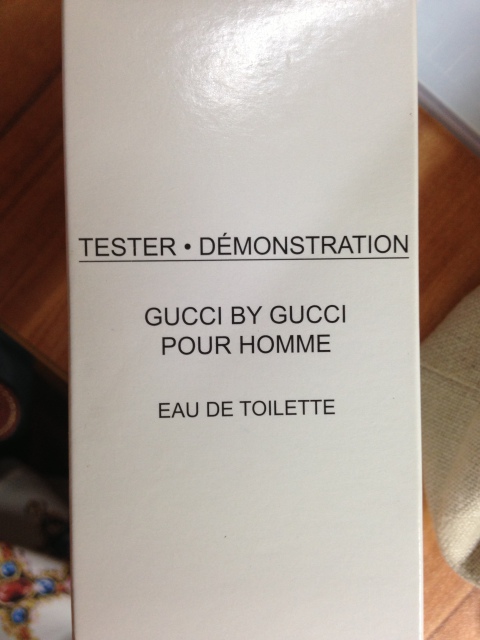 TESTER • DÉMONSTRATION
GUCCI BY GUCCI
POUR HOMME
EAU DE TOILETTE